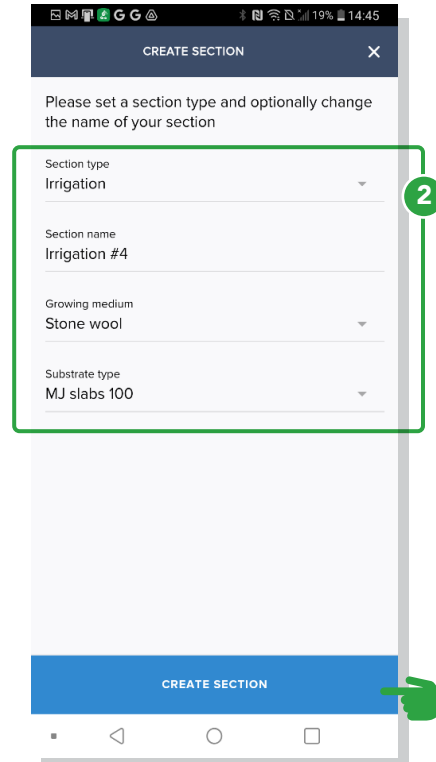 G G 19% 14:45
CREATE SECTION
Please set a section type and optionally change
the name of your section
Section type
Irrigation
2
Section name
Irrigation #4
Growing medium
Stone wool
Substrate type
MJ slabs 100
CREATE SECTION